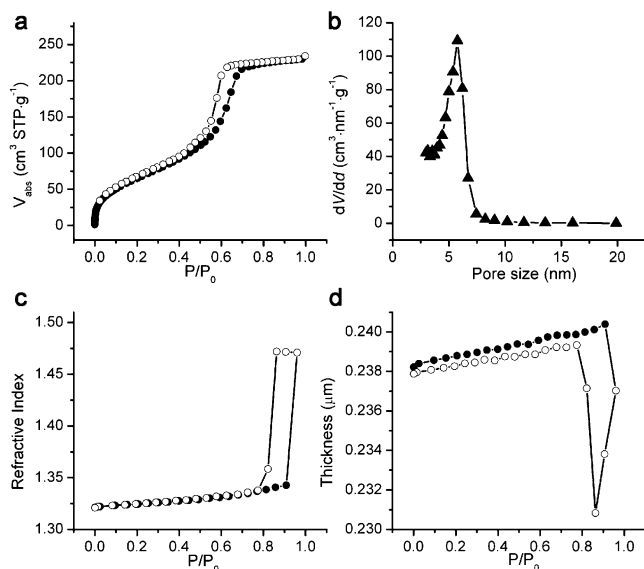 a
b
250
200
150
100
50
0
V_abs (cm³ STP·g⁻¹)
0.0 0.2 0.4 0.6 0.8 1.0
P/P₀
120
100
80
60
40
20
0
dV/dd (cm³·nm⁻¹·g⁻¹)
0 5 10 15 20
Pore size (nm)
c
d
1.50
1.45
1.40
1.35
1.30
Refractive Index
0.0 0.2 0.4 0.6 0.8 1.0
P/P₀
0.240
0.238
0.236
0.234
0.232
0.230
Thickness (μm)
0.0 0.2 0.4 0.6 0.8 1.0
P/P₀